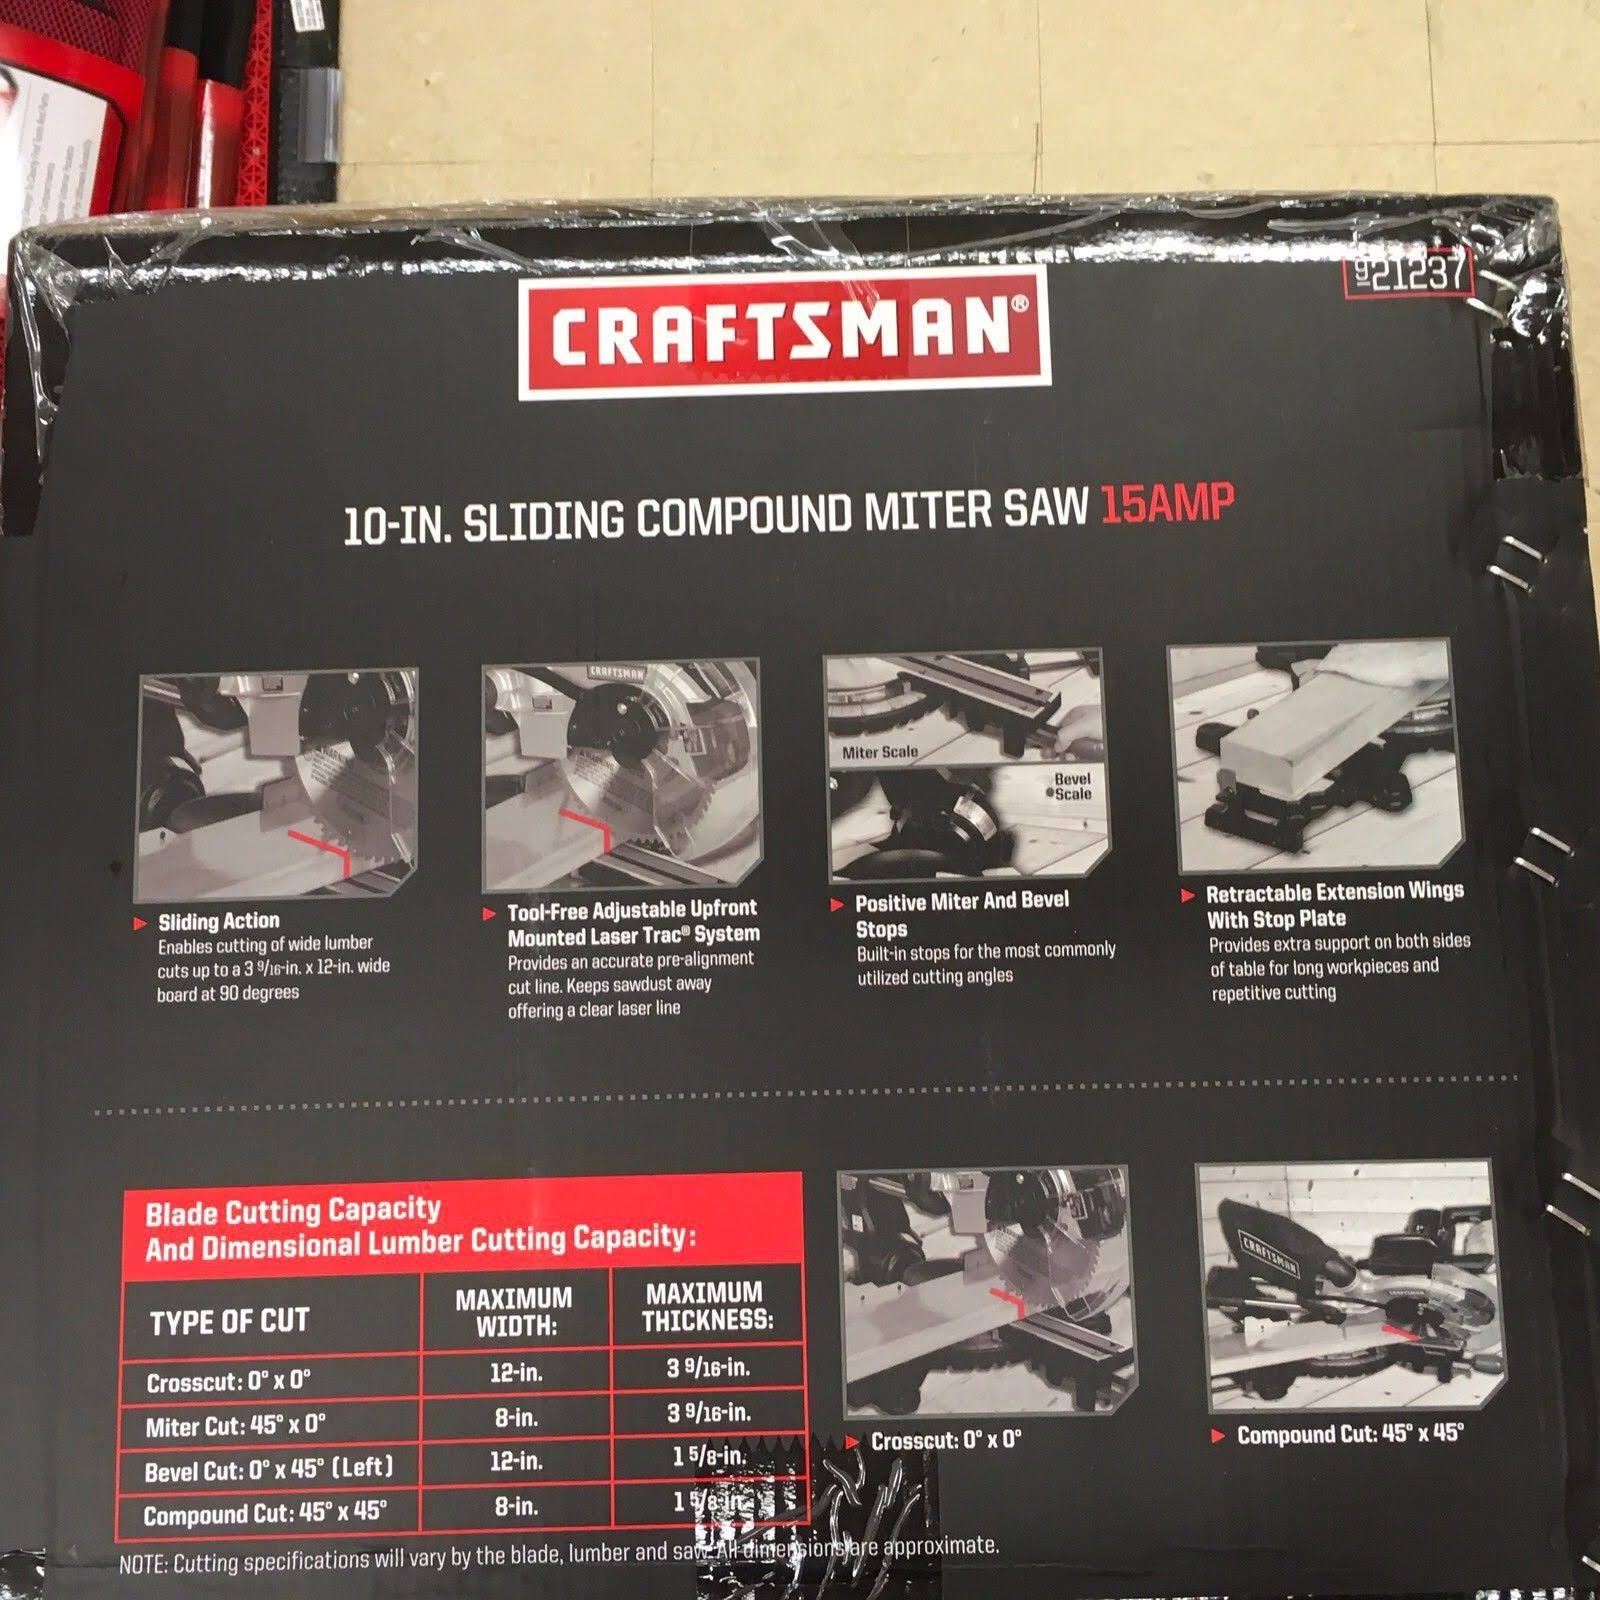 921237
CRAFTSMAN®
10-IN. SLIDING COMPOUND MITER SAW 15AMP
CRAFTSMAN
WARNING
Miter Scale
Bevel
Scale
Sliding Action
Enables cutting of wide lumber
cuts up to a 3 9/16-in. x 12-in. wide
board at 90 degrees
Tool-Free Adjustable Upfront
Mounted Laser Trac® System
Provides an accurate pre-alignment
cut line. Keeps sawdust away
offering a clear laser line
Positive Miter And Bevel
Stops
Built-in stops for the most commonly
utilized cutting angles
Retractable Extension Wings
With Stop Plate
Provides extra support on both sides
of table for long workpieces and
repetitive cutting
Blade Cutting Capacity
And Dimensional Lumber Cutting Capacity:
TYPE OF CUT MAXIMUM WIDTH: MAXIMUM THICKNESS:
Crosscut: 0° x 0° 12-in. 3 9/16-in.
Miter Cut: 45° x 0° 8-in. 3 9/16-in.
Bevel Cut: 0° x 45° (Left) 12-in. 1 5/8-in.
Compound Cut: 45° x 45° 8-in. 1 5/8-in.
NOTE: Cutting specifications will vary by the blade, lumber and saw. All dimensions are approximate.
Crosscut: 0° x 0°
CRAFTSMAN
Compound Cut: 45° x 45°